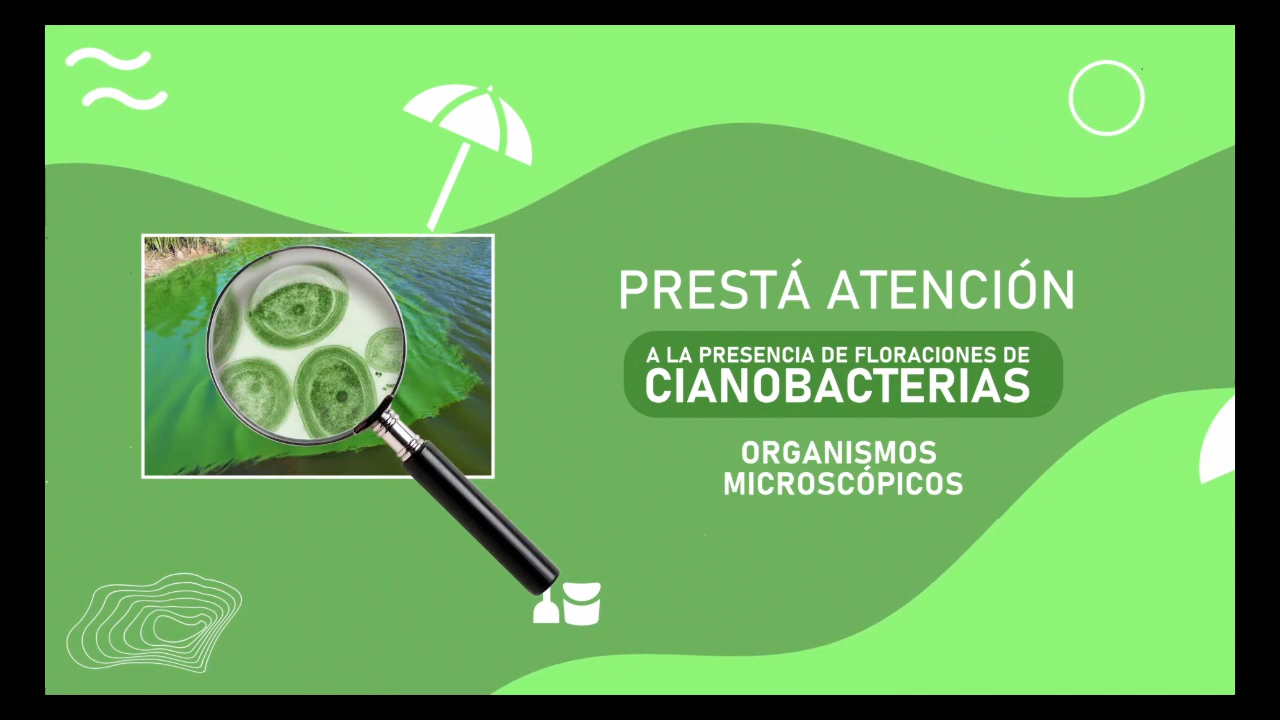 PRESTÁ ATENCIÓN
A LA PRESENCIA DE FLORACIONES DE
CIANOBACTERIAS
ORGANISMOS
MICROSCÓPICOS